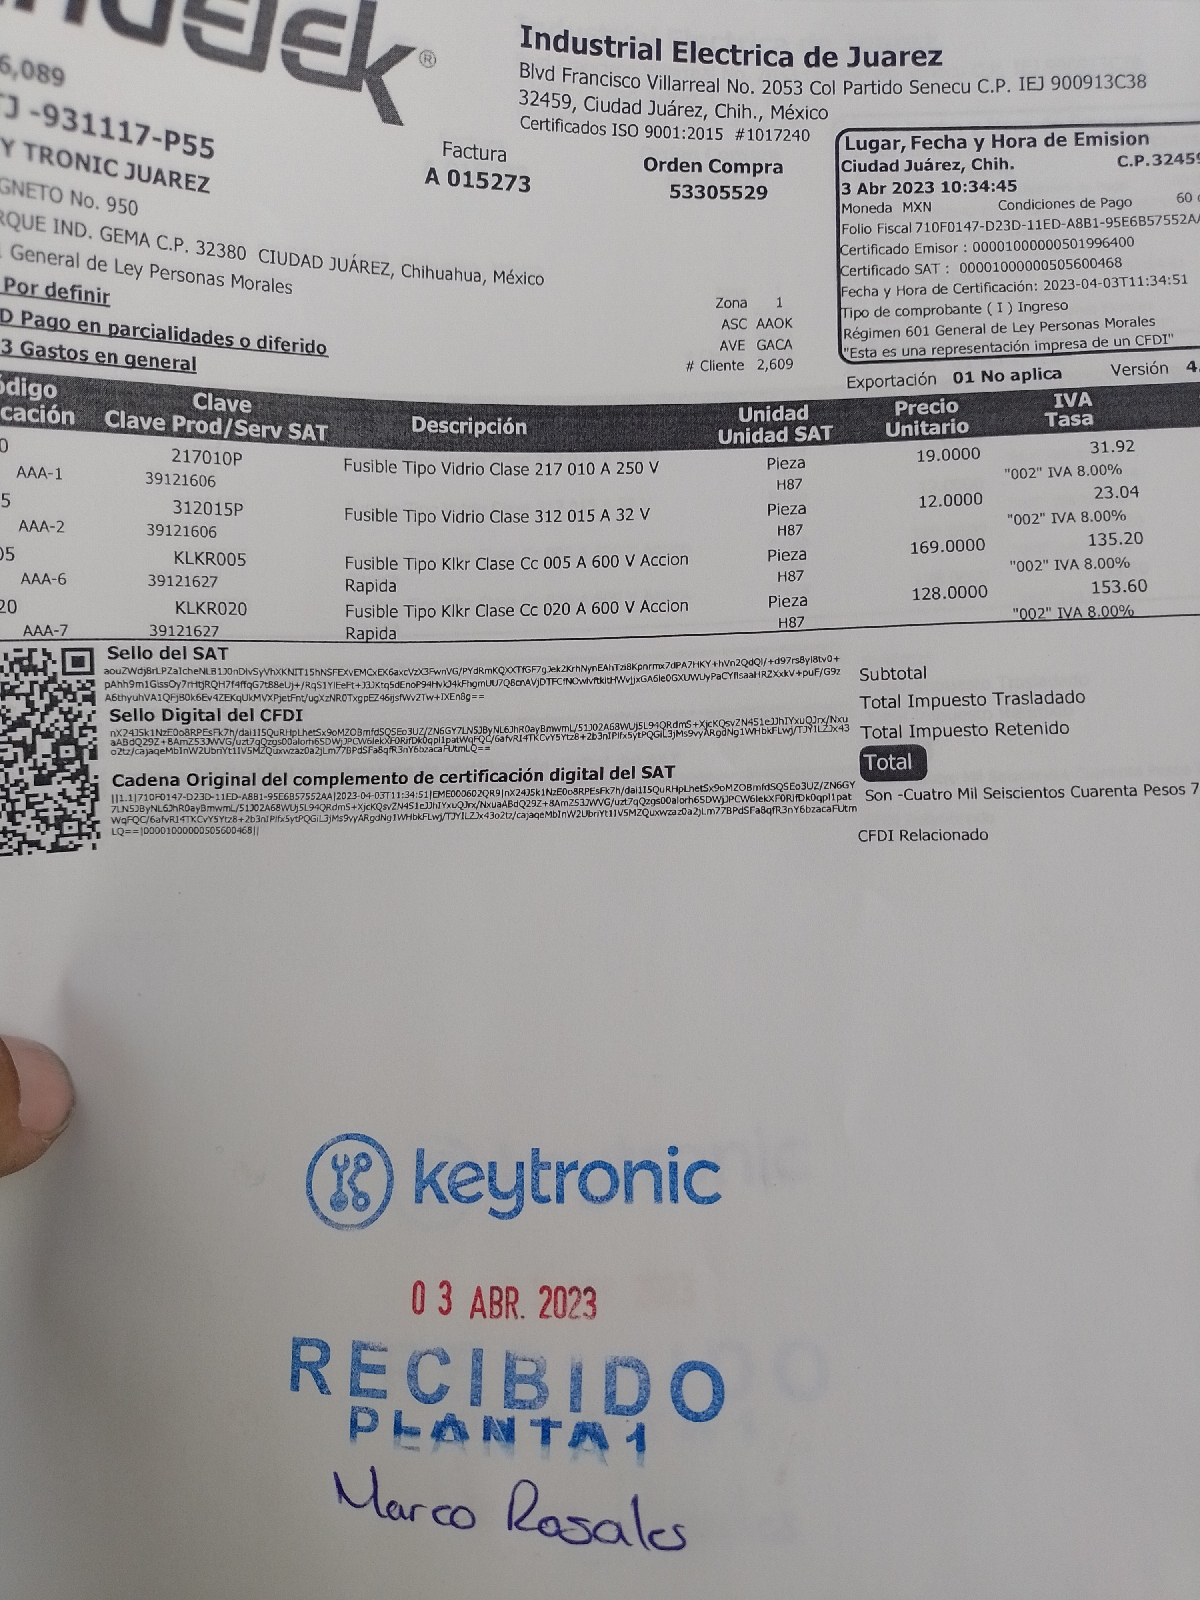 Industrial Electrica de Juarez
Blvd Francisco Villarreal No. 2053 Col Partido Senecu C.P. IEJ 900913C38
32459, Ciudad Juárez, Chih., México
Certificados ISO 9001:2015 #1017240
6,089
-931117-P55
Y TRONIC JUAREZ
GNETO No. 950
RQUE IND. GEMA C.P. 32380 CIUDAD JUÁREZ, Chihuahua, México
General de Ley Personas Morales
Por definir
D Pago en parcialidades o diferido
3 Gastos en general
Factura
A 015273
Orden Compra
53305529
Lugar, Fecha y Hora de Emision
Ciudad Juárez, Chih. C.P.32459
3 Abr 2023 10:34:45
Moneda MXN Condiciones de Pago 60
Folio Fiscal 710F0147-D23D-11ED-A8B1-95E6B57552AA
Certificado Emisor : 00001000000501996400
Certificado SAT : 00001000000505600468
Fecha y Hora de Certificación: 2023-04-03T11:34:51
Tipo de comprobante ( I ) Ingreso
Régimen 601 General de Ley Personas Morales
"Esta es una representación impresa de un CFDI"
Zona 1
ASC AAOK
AVE GACA
# Cliente 2,609
Exportación 01 No aplica Versión 4.
ódigo Clave Descripción Unidad Precio IVA
cación Clave Prod/Serv SAT Unidad SAT Unitario Tasa
0 217010P Fusible Tipo Vidrio Clase 217 010 A 250 V Pieza 19.0000 31.92
AAA-1 39121606 H87 "002" IVA 8.00%
5 312015P Fusible Tipo Vidrio Clase 312 015 A 32 V Pieza 12.0000 23.04
AAA-2 39121606 H87 "002" IVA 8.00%
05 KLKR005 Fusible Tipo Klkr Clase Cc 005 A 600 V Accion Pieza 169.0000 135.20
AAA-6 39121627 Rapida H87 "002" IVA 8.00%
20 KLKR020 Fusible Tipo Klkr Clase Cc 020 A 600 V Accion Pieza 128.0000 153.60
AAA-7 39121627 Rapida H87 "002" IVA 8.00%
Sello del SAT
Sello Digital del CFDI
Cadena Original del complemento de certificación digital del SAT
LQ==|00001000000505600468||
Subtotal
Total Impuesto Trasladado
Total Impuesto Retenido
Total
Son -Cuatro Mil Seiscientos Cuarenta Pesos 7
CFDI Relacionado
keytronic
03 ABR. 2023
RECIBIDO
PLANTA 1
Marco Rosales